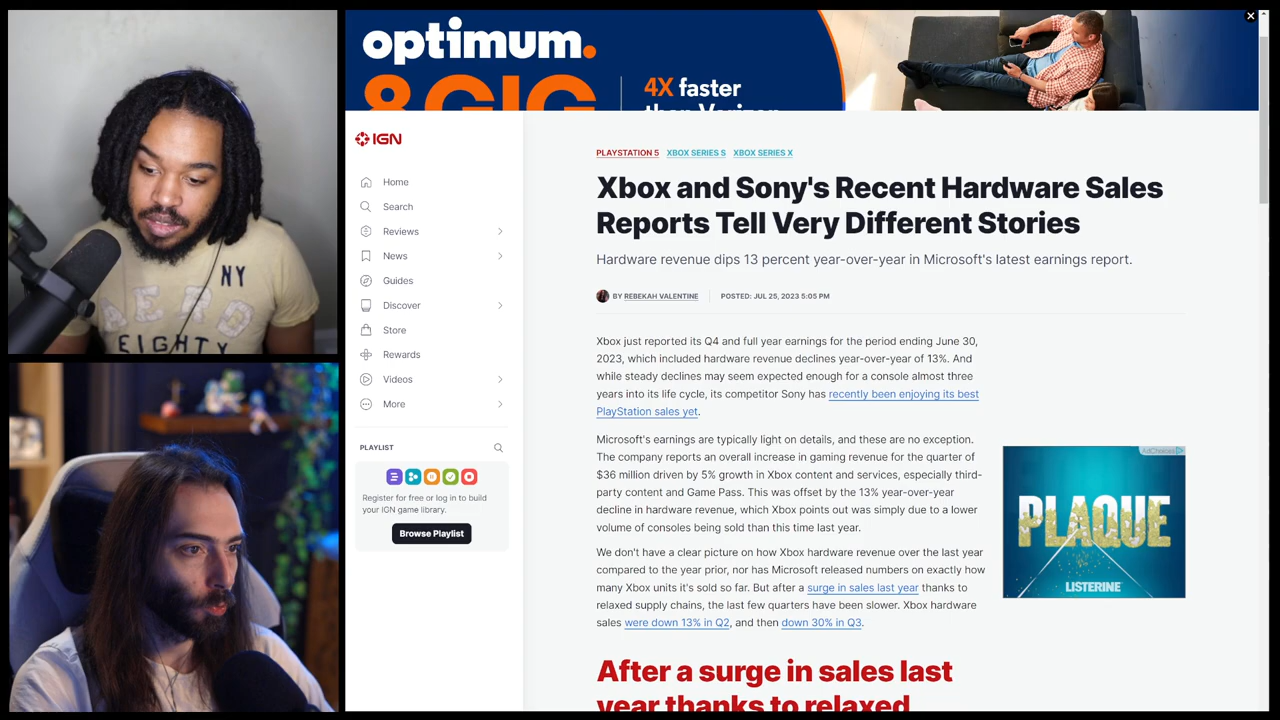 optimum.
8 GIG
4X faster
than Verizon
IGN
Home
Search
Reviews
News
Guides
Discover
Store
Rewards
Videos
More
PLAYLIST
Register for free or log in to build
your IGN game library.
Browse Playlist
PLAYSTATION 5 XBOX SERIES S XBOX SERIES X
Xbox and Sony's Recent Hardware Sales
Reports Tell Very Different Stories
Hardware revenue dips 13 percent year-over-year in Microsoft's latest earnings report.
BY REBEKAH VALENTINE POSTED: JUL 25, 2023 5:05 PM
Xbox just reported its Q4 and full year earnings for the period ending June 30,
2023, which included hardware revenue declines year-over-year of 13%. And
while steady declines may seem expected enough for a console almost three
years into its life cycle, its competitor Sony has recently been enjoying its best
PlayStation sales yet.
Microsoft's earnings are typically light on details, and these are no exception.
The company reports an overall increase in gaming revenue for the quarter of
$36 million driven by 5% growth in Xbox content and services, especially third-
party content and Game Pass. This was offset by the 13% year-over-year
decline in hardware revenue, which Xbox points out was simply due to a lower
volume of consoles being sold than this time last year.
We don't have a clear picture on how Xbox hardware revenue over the last year
compared to the year prior, nor has Microsoft released numbers on exactly how
many Xbox units it's sold so far. But after a surge in sales last year thanks to
relaxed supply chains, the last few quarters have been slower. Xbox hardware
sales were down 13% in Q2, and then down 30% in Q3.
After a surge in sales last
year thanks to relaxed
AdChoices
PLAQUE
LISTERINE
NY
AERO
EIGHTY